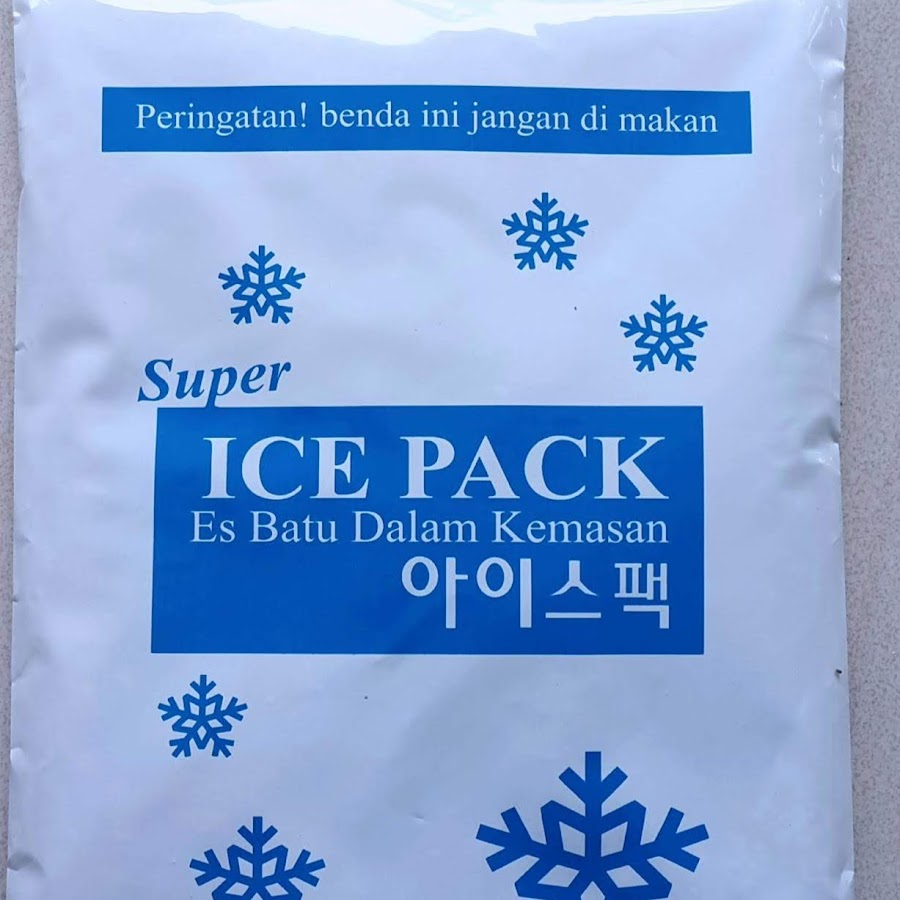 Peringatan! benda ini jangan di makan
Super
ICE PACK
Es Batu Dalam Kemasan
아이스팩